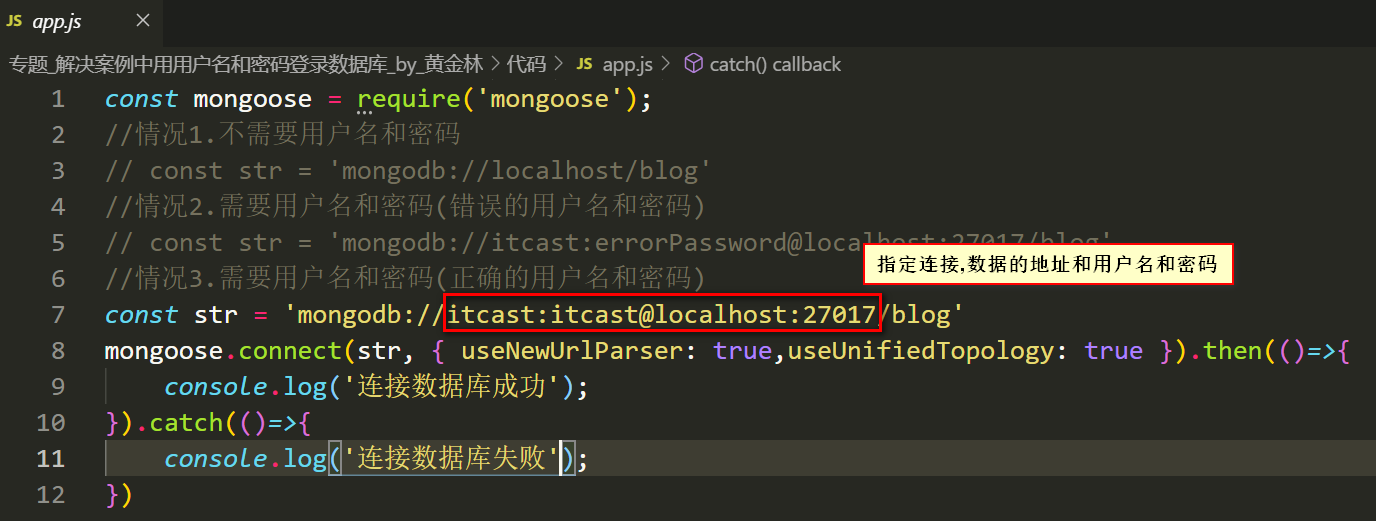 JS app.js ×
专题_解决案例中用用户名和密码登录数据库_by_黄金林 > 代码 > JS app.js > catch() callback
1 const mongoose = require('mongoose');
2 //情况1.不需要用户名和密码
3 // const str = 'mongodb://localhost/blog'
4 //情况2.需要用户名和密码(错误的用户名和密码)
5 // const str = 'mongodb://itcast:errorPassword@localhost:27017/blog'
指定连接,数据的地址和用户名和密码
6 //情况3.需要用户名和密码(正确的用户名和密码)
7 const str = 'mongodb://itcast:itcast@localhost:27017/blog'
8 mongoose.connect(str, { useNewUrlParser: true,useUnifiedTopology: true }).then(()=>{
9 console.log('连接数据库成功');
10 }).catch(()=>{
11 console.log('连接数据库失败');
12 })